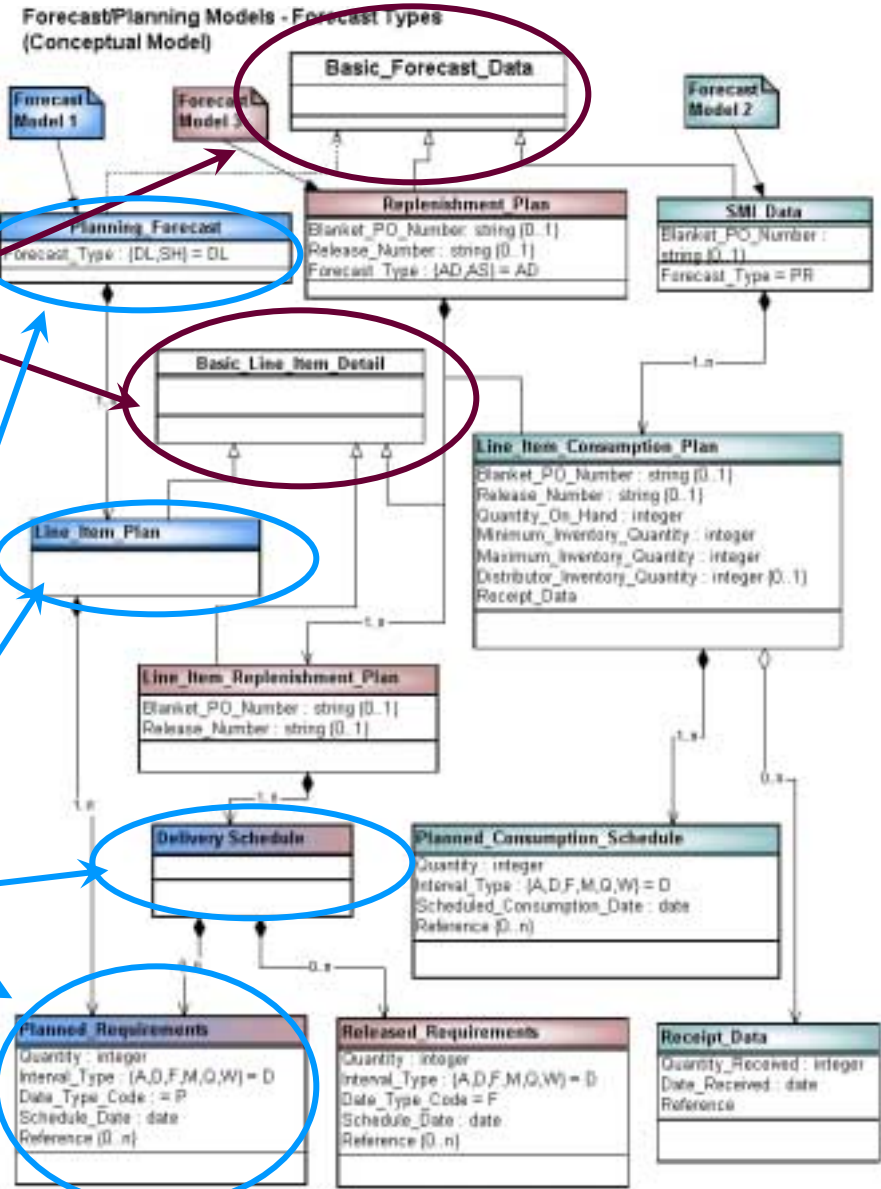 Forecast/Planning Models - Forecast Types
(Conceptual Model)
Basic_Forecast_Data
Forecast
Model 1
Forecast
Model 3
Forecast
Model 2
Planning_Forecast
Forecast_Type : {DL,SH} = DL
Replenishment_Plan
Blanket_PO_Number: string {0..1}
Release_Number : string {0..1}
Forecast_Type : {AD,AS} = AD
SMI_Data
Blanket_PO_Number :
string {0..1}
Forecast_Type = PR
Basic_Line_Item_Detail
1..n
1..n
Line_Item_Consumption_Plan
Blanket_PO_Number : string {0..1}
Release_Number : string {0..1}
Quantity_On_Hand : integer
Minimum_Inventory_Quantity : integer
Maximum_Inventory_Quantity : integer
Distributor_Inventory_Quantity : integer {0..1}
Receipt_Data
Line_Item_Plan
1..n
Line_Item_Replenishment_Plan
Blanket_PO_Number : string {0..1}
Release_Number : string {0..1}
1..n
0..n
1..n
1..n
Delivery Schedule
Planned_Consumption_Schedule
Quantity : integer
Interval_Type : {A,D,F,M,Q,W} = D
Scheduled_Consumption_Date : date
Reference {0..n}
0..n
0..n
Planned_Requirements
Quantity : integer
Interval_Type : {A,D,F,M,Q,W} = D
Date_Type_Code : = P
Schedule_Date : date
Reference {0..n}
Released_Requirements
Quantity : integer
Interval_Type : {A,D,F,M,Q,W} = D
Date_Type_Code = F
Schedule_Date : date
Reference {0..n}
Receipt_Data
Quantity_Received : integer
Date_Received : date
Reference